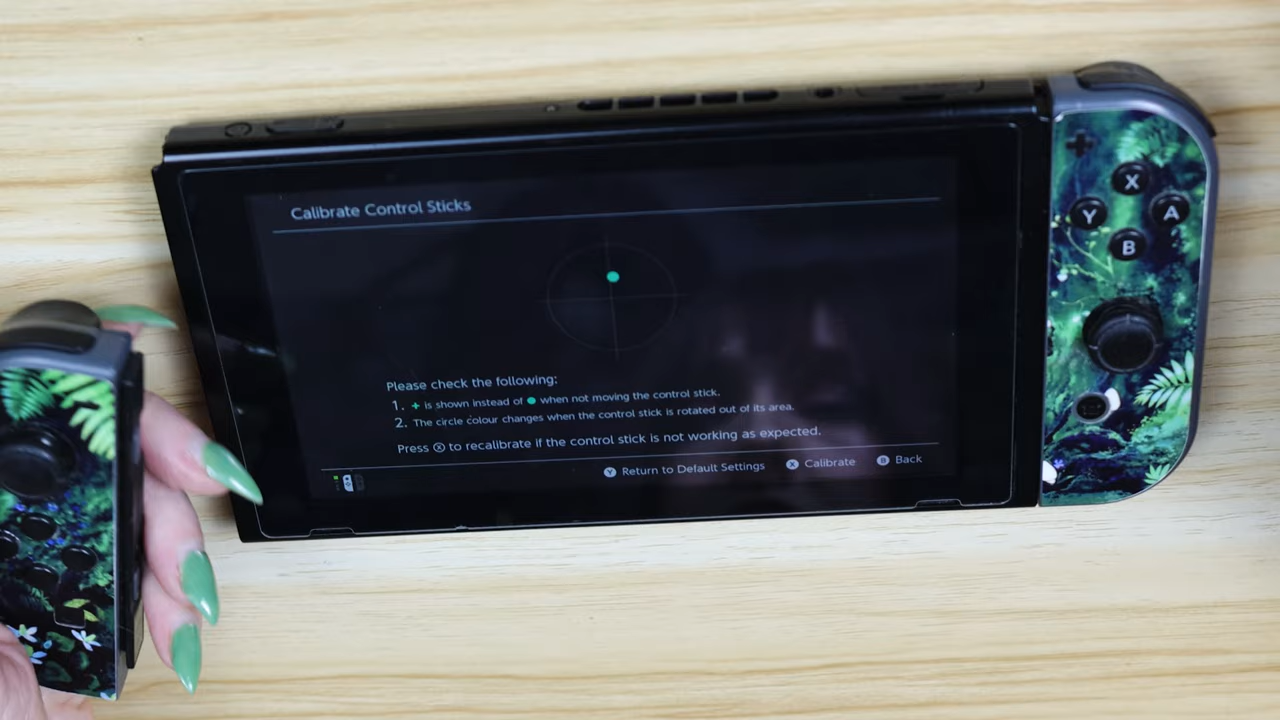 Calibrate Control Sticks
Please check the following:
1. + is shown instead of ● when not moving the control stick.
2. The circle colour changes when the control stick is rotated out of its area.
Press Ⓧ to recalibrate if the control stick is not working as expected.
Ⓨ Return to Default Settings Ⓧ Calibrate Ⓑ Back
X
Y A
B